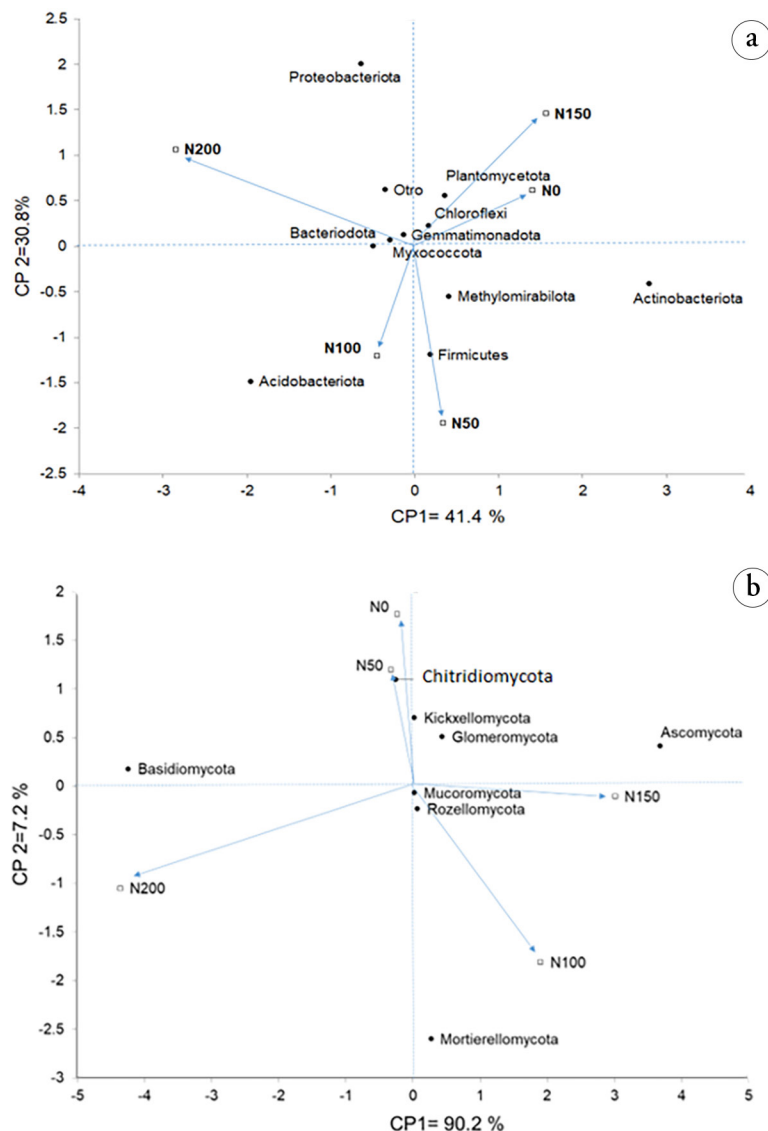 a
2.5
2
1.5
1
0.5
0
-0.5
-1
-1.5
-2
-2.5
CP 2=30.8%
Proteobacteriota
N150
N200
Otro
Plantomycetota
N0
Chloroflexi
Bacteriodota
Gemmatimonadota
Myxococcota
Methylomirabilota
Actinobacteriota
N100
Firmicutes
Acidobacteriota
N50
-4 -3 -2 -1 0 1 2 3 4
CP1= 41.4 %
b
2
1.5
1
0.5
0
-0.5
-1
-1.5
-2
-2.5
-3
CP 2=7.2 %
N0
N50
Chitridiomycota
Kickxellomycota
Glomeromycota
Ascomycota
Basidiomycota
Mucoromycota
N150
Rozellomycota
N200
N100
Mortierellomycota
-5 -4 -3 -2 -1 0 1 2 3 4 5
CP1= 90.2 %